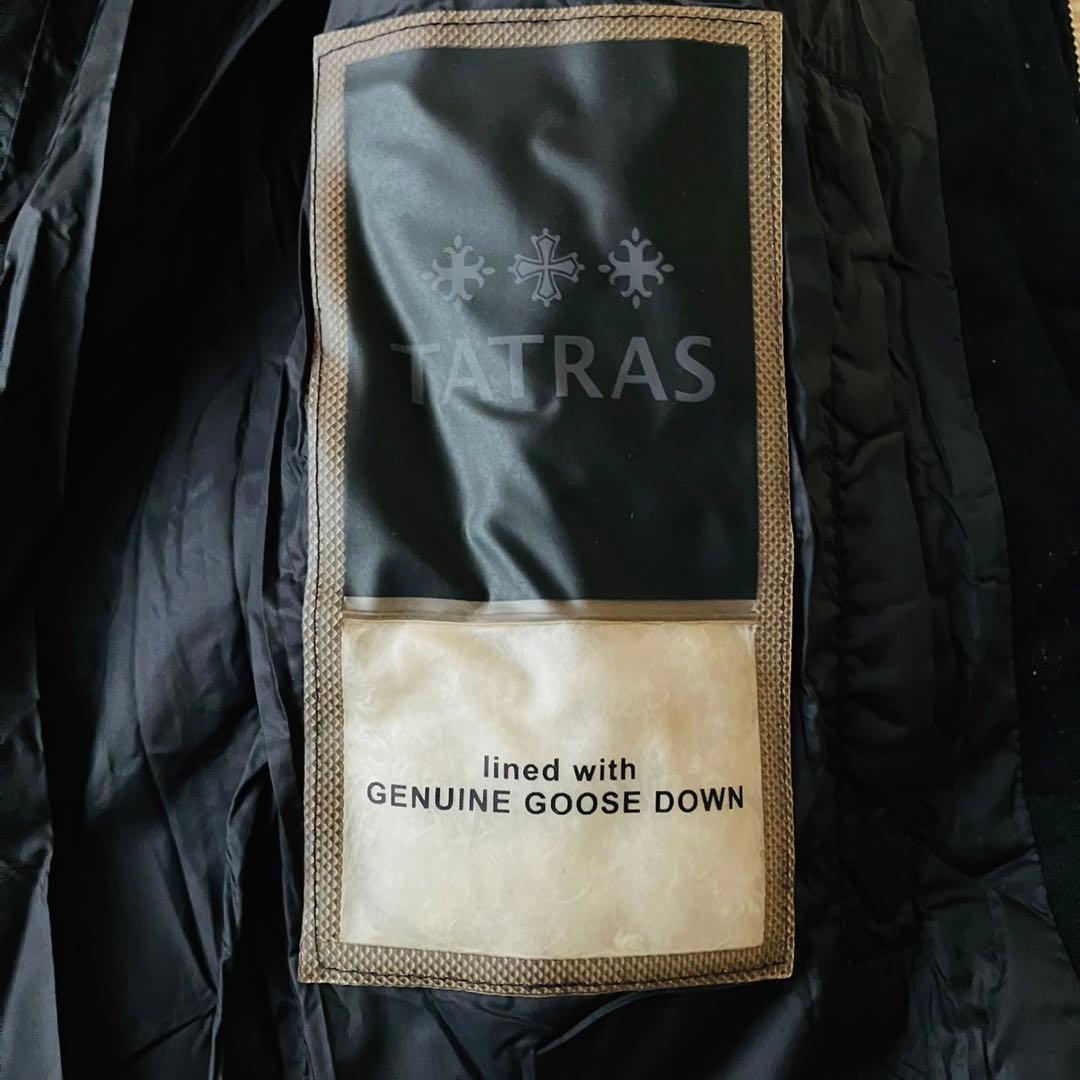 TATRAS
lined with
GENUINE GOOSE DOWN